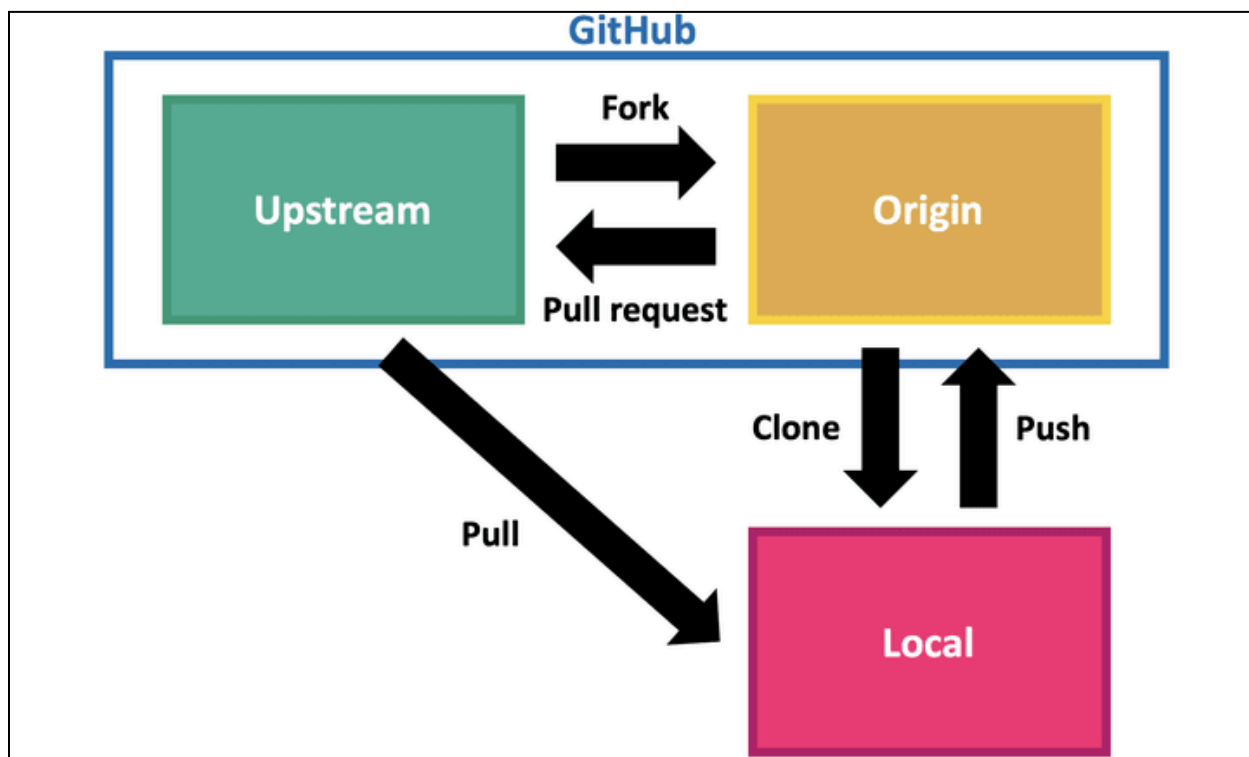 GitHub
Fork
Upstream
Origin
Pull request
Clone
Push
Pull
Local